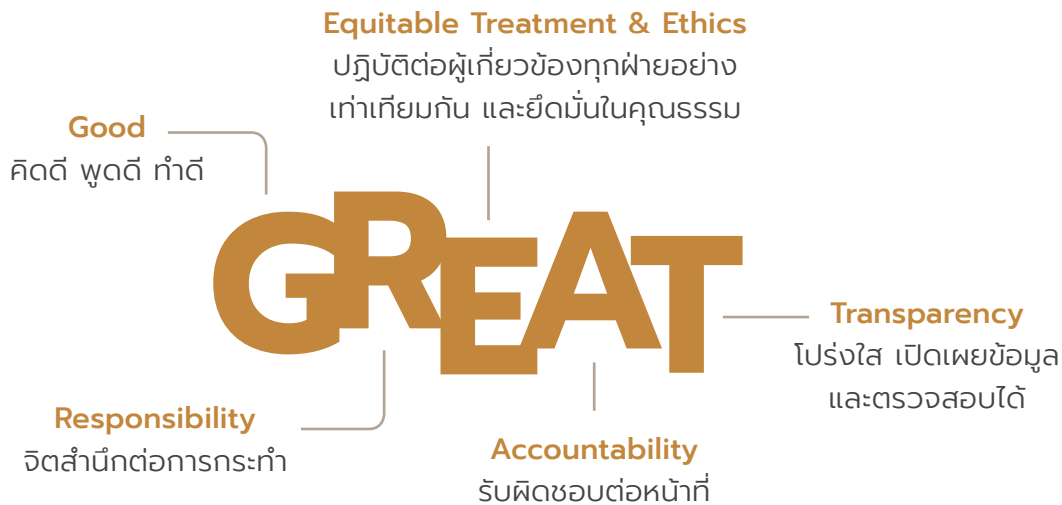 Equitable Treatment & Ethics
ปฏิบัติต่อผู้เกี่ยวข้องทุกฝ่ายอย่าง
เท่าเทียมกัน และยึดมั่นในคุณธรรม
Good
คิดดี พูดดี ทำดี
GREAT
Transparency
โปร่งใส เปิดเผยข้อมูล
และตรวจสอบได้
Responsibility
จิตสำนึกต่อการกระทำ
Accountability
รับผิดชอบต่อหน้าที่